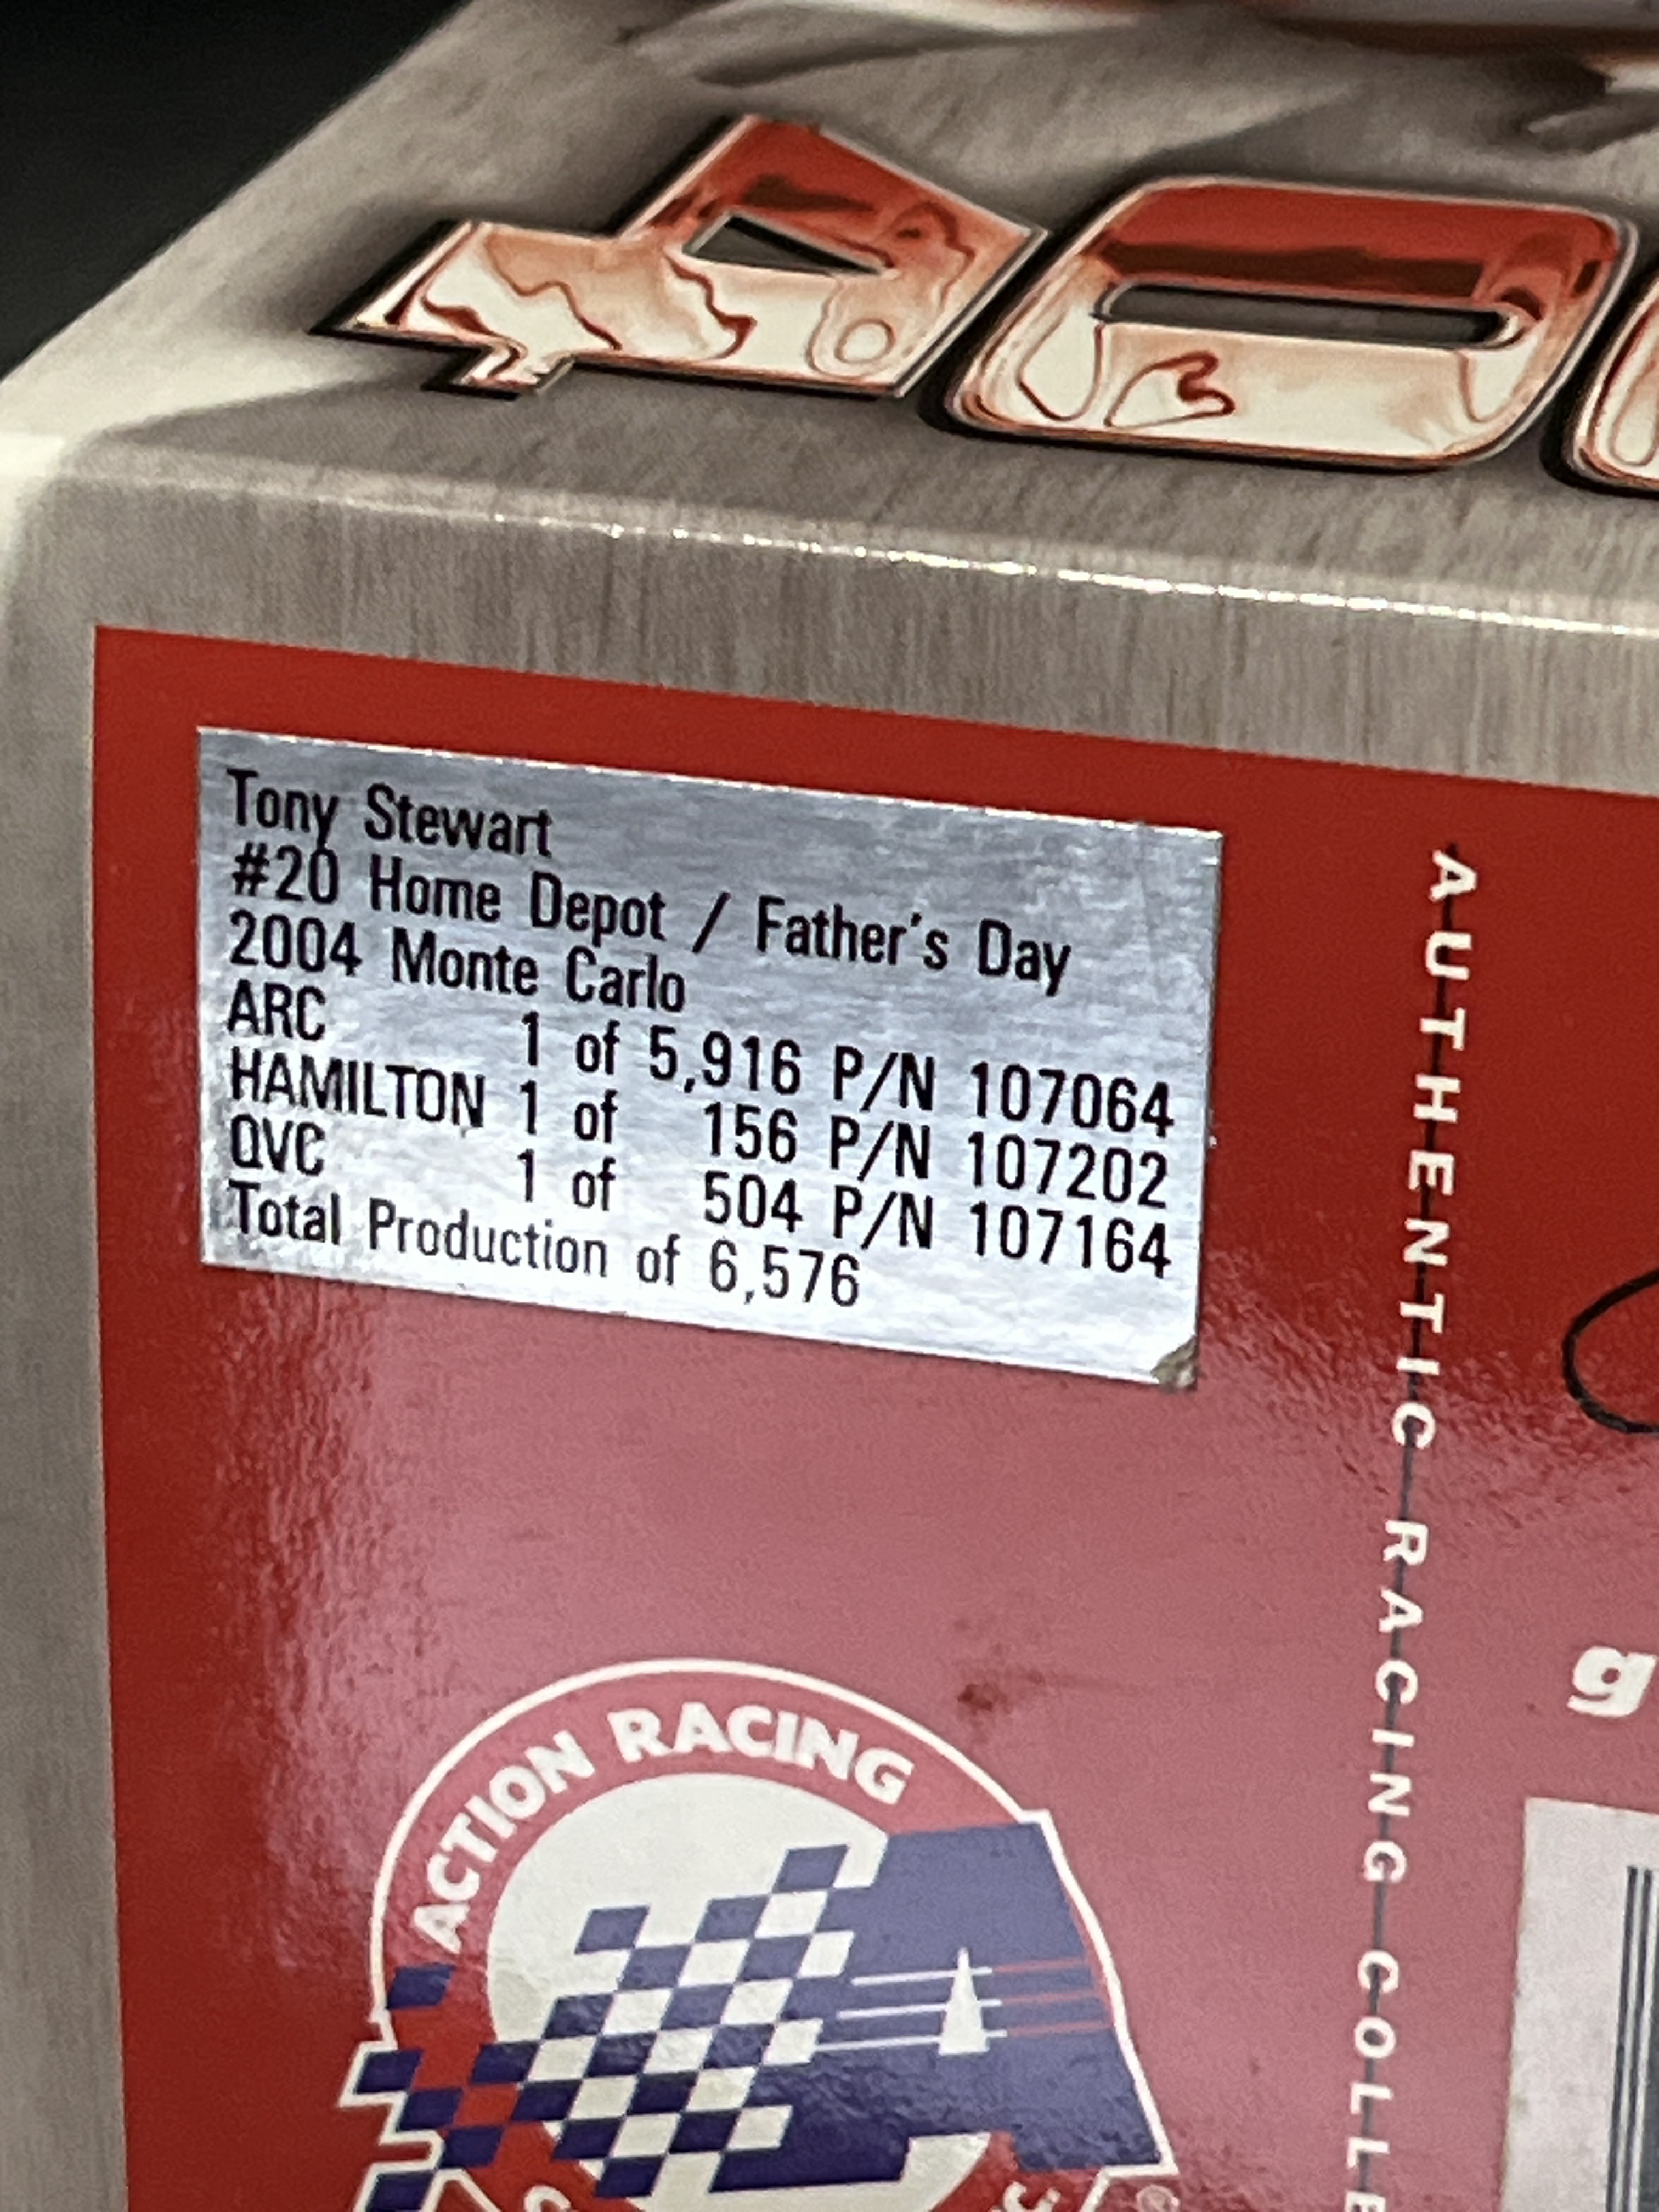 Tony Stewart
#20 Home Depot / Father's Day
2004 Monte Carlo
ARC 1 of 5,916 P/N 107064
HAMILTON 1 of 156 P/N 107202
QVC 1 of 504 P/N 107164
Total Production of 6,576
AUTHENTIC RACING COLLE
g
ACTION RACING